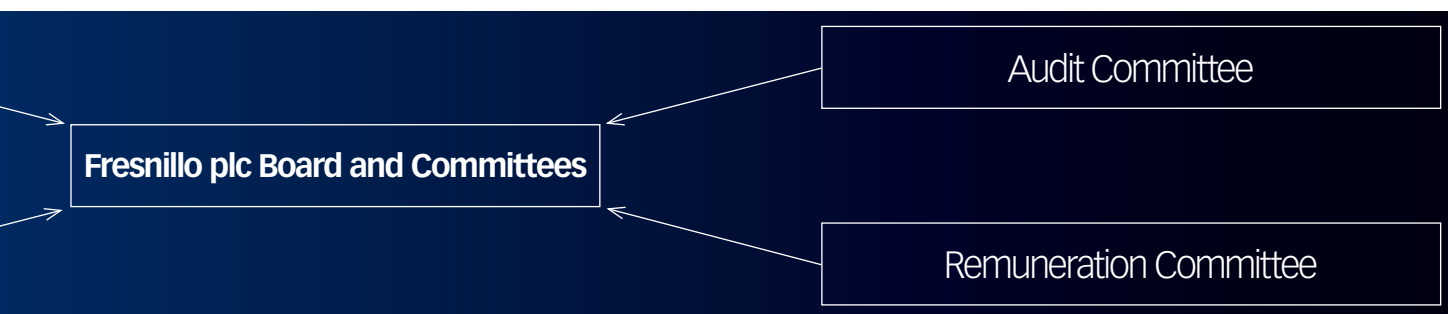 Audit Committee
Fresnillo plc Board and Committees
Remuneration Committee